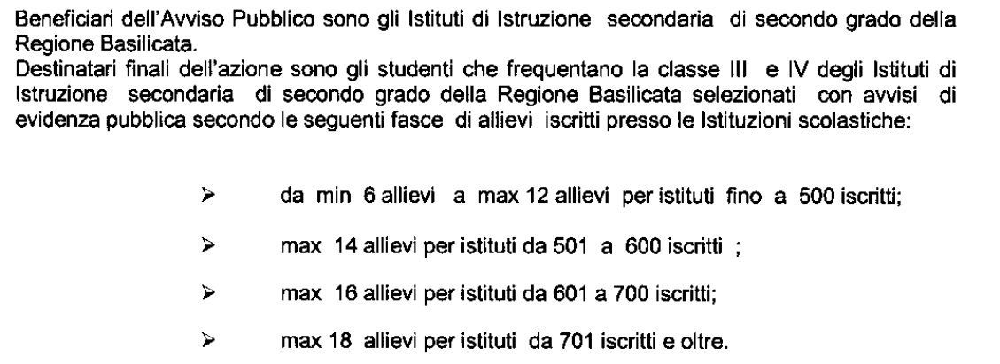 Beneficiari dell'Avviso Pubblico sono gli Istituti di Istruzione secondaria di secondo grado della
Regione Basilicata.
Destinatari finali dell'azione sono gli studenti che frequentano la classe III e IV degli Istituti di
Istruzione secondaria di secondo grado della Regione Basilicata selezionati con avvisi di
evidenza pubblica secondo le seguenti fasce di allievi iscritti presso le Istituzioni scolastiche:
➢ da min 6 allievi a max 12 allievi per istituti fino a 500 iscritti;
➢ max 14 allievi per istituti da 501 a 600 iscritti ;
➢ max 16 allievi per istituti da 601 a 700 iscritti;
➢ max 18 allievi per istituti da 701 iscritti e oltre.